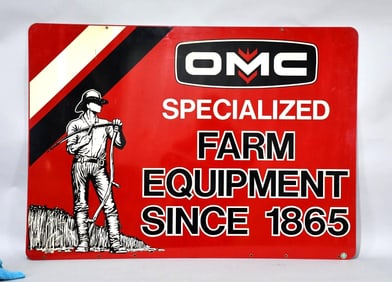 OMC
SPECIALIZED
FARM
EQUIPMENT
SINCE 1865